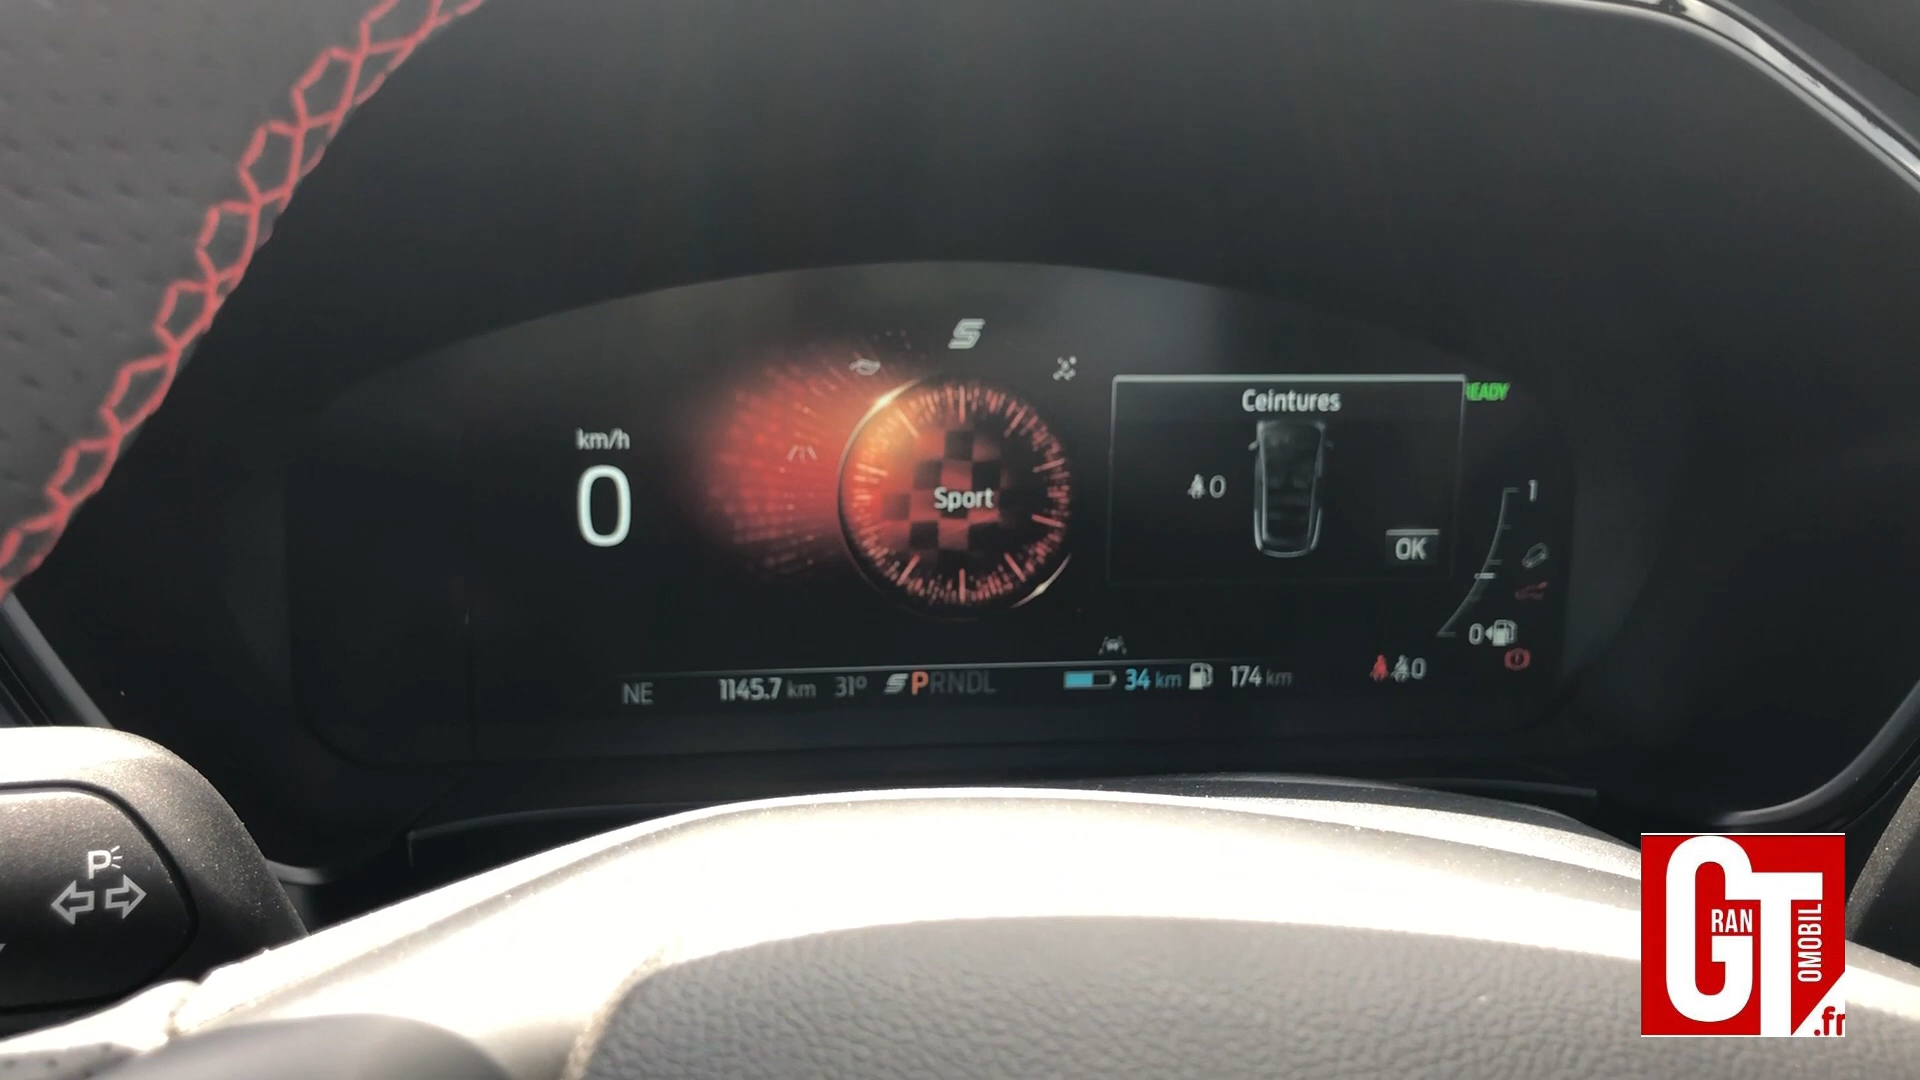 S
Ceintures
READY
km/h
0
Sport
0
OK
1
0
NE
1145.7 km
31°
S PRNDL
34 km
174 km
0
P
GT
RAN
OMOBIL
.fr